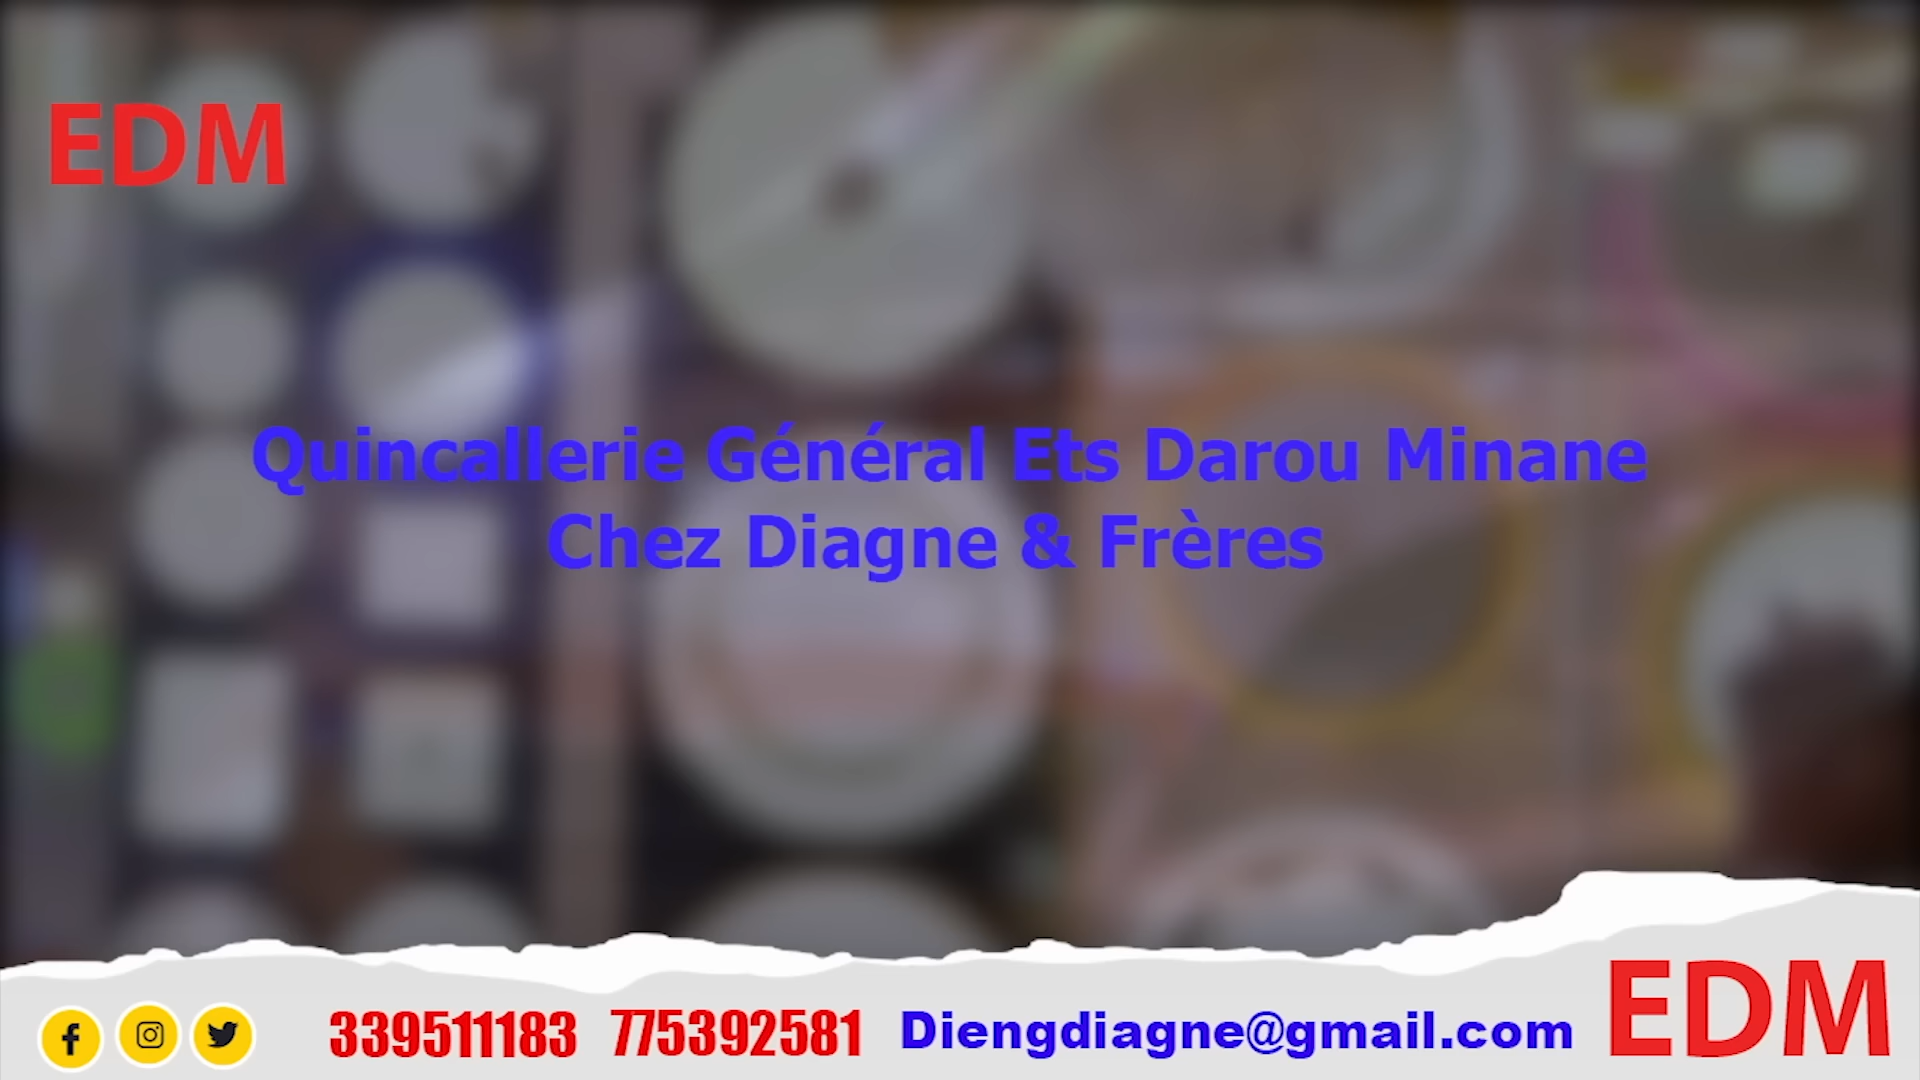 EDM
Quincallerie Général Ets Darou Minane
Chez Diagne & Frères
339511183 775392581 Diengdiagne@gmail.com EDM